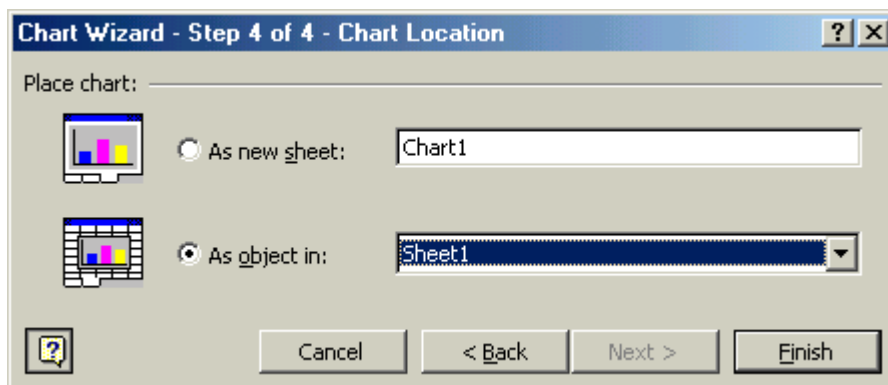 Chart Wizard - Step 4 of 4 - Chart Location
Place chart:
As new sheet: Chart1
As object in: Sheet1
Cancel < Back Next > Finish